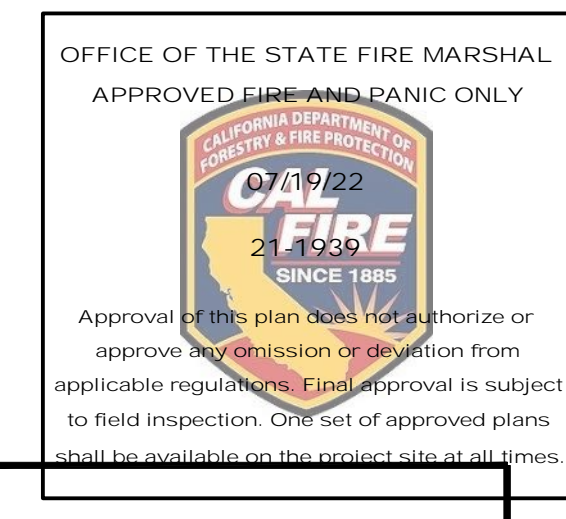 OFFICE OF THE STATE FIRE MARSHAL
APPROVED FIRE AND PANIC ONLY
CALIFORNIA DEPARTMENT OF
FORESTRY & FIRE PROTECTION
CAL
07/19/22
FIRE
21-1939
SINCE 1885
Approval of this plan does not authorize or
approve any omission or deviation from
applicable regulations. Final approval is subject
to field inspection. One set of approved plans
shall be available on the project site at all times.